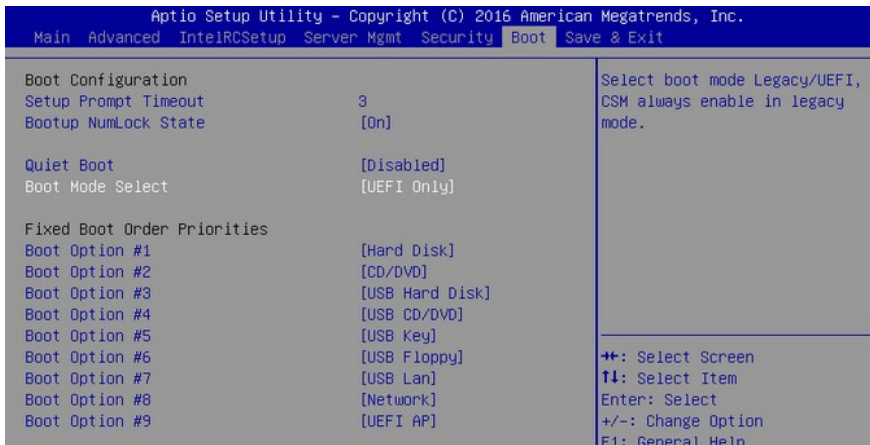 Aptio Setup Utility – Copyright (C) 2016 American Megatrends, Inc.
Main Advanced IntelRCSetup Server Mgmt Security Boot Save & Exit
Boot Configuration
Setup Prompt Timeout 3
Bootup NumLock State [On]
Quiet Boot [Disabled]
Boot Mode Select [UEFI Only]
Fixed Boot Order Priorities
Boot Option #1 [Hard Disk]
Boot Option #2 [CD/DVD]
Boot Option #3 [USB Hard Disk]
Boot Option #4 [USB CD/DVD]
Boot Option #5 [USB Key]
Boot Option #6 [USB Floppy]
Boot Option #7 [USB Lan]
Boot Option #8 [Network]
Boot Option #9 [UEFI AP]
Select boot mode Legacy/UEFI,
CSM always enable in legacy
mode.
→←: Select Screen
↑↓: Select Item
Enter: Select
+/-: Change Option
F1: General Help